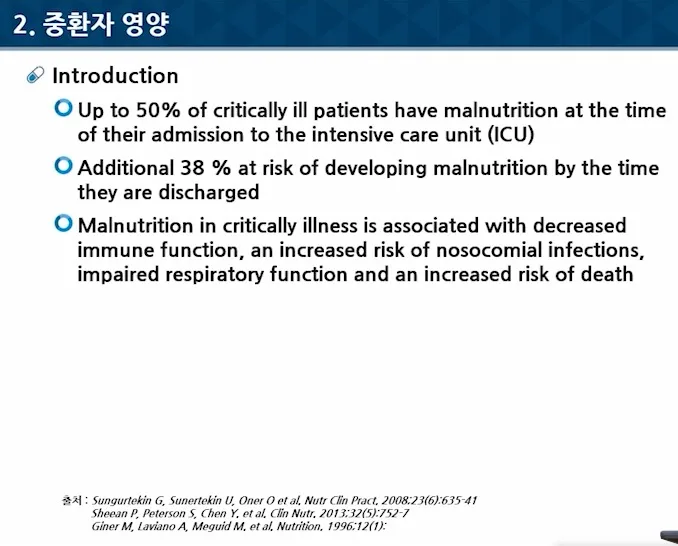 2. 중환자 영양
Introduction
Up to 50% of critically ill patients have malnutrition at the time
of their admission to the intensive care unit (ICU)
Additional 38 % at risk of developing malnutrition by the time
they are discharged
Malnutrition in critically illness is associated with decreased
immune function, an increased risk of nosocomial infections,
impaired respiratory function and an increased risk of death
출처 : Sungurtekin G, Sunertekin U, Oner O et al. Nutr Clin Pract. 2008;23(6):635-41
Sheean P, Peterson S, Chen Y. et al. Clin Nutr. 2013;32(5):752-7
Giner M, Laviano A, Meguid M. et al. Nutrition. 1996;12(1):